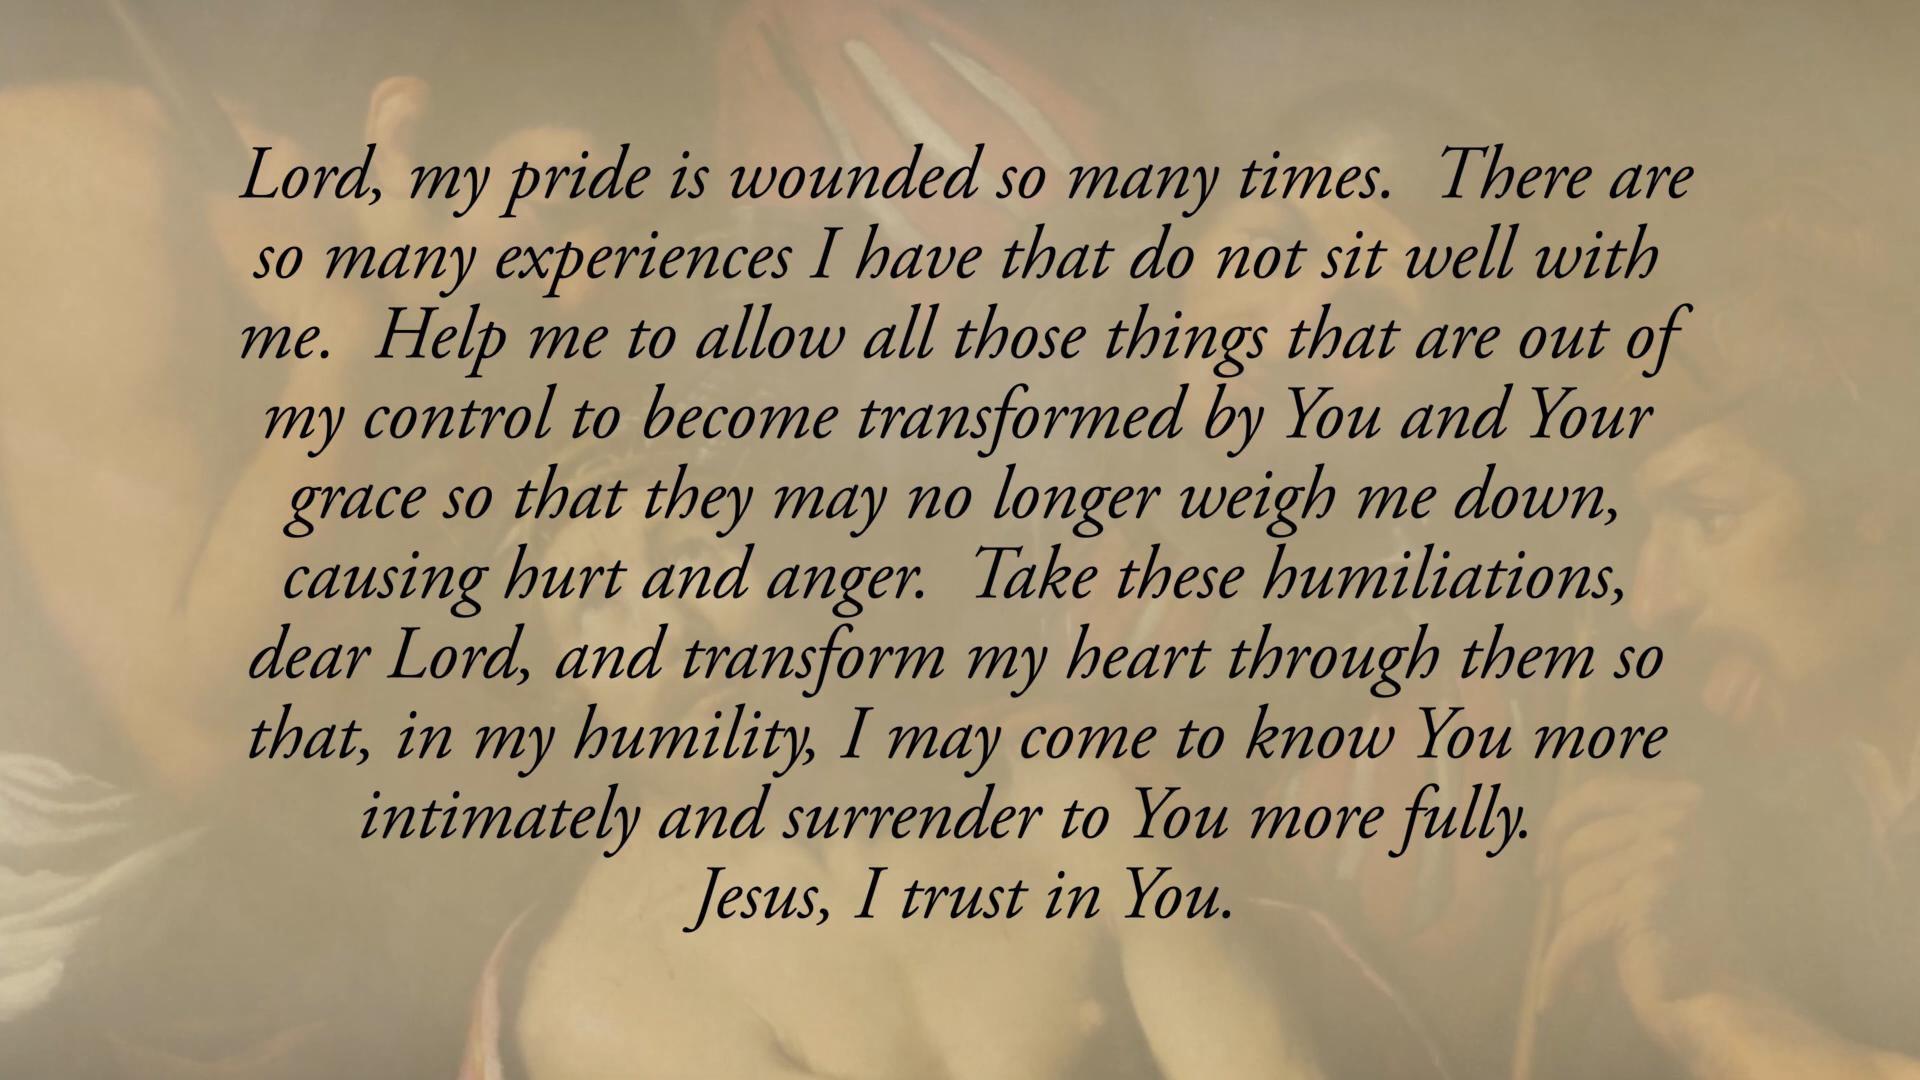 Lord, my pride is wounded so many times.  There are
so many experiences I have that do not sit well with
me.  Help me to allow all those things that are out of
my control to become transformed by You and Your
grace so that they may no longer weigh me down,
causing hurt and anger.  Take these humiliations,
dear Lord, and transform my heart through them so
that, in my humility, I may come to know You more
intimately and surrender to You more fully.
Jesus, I trust in You.